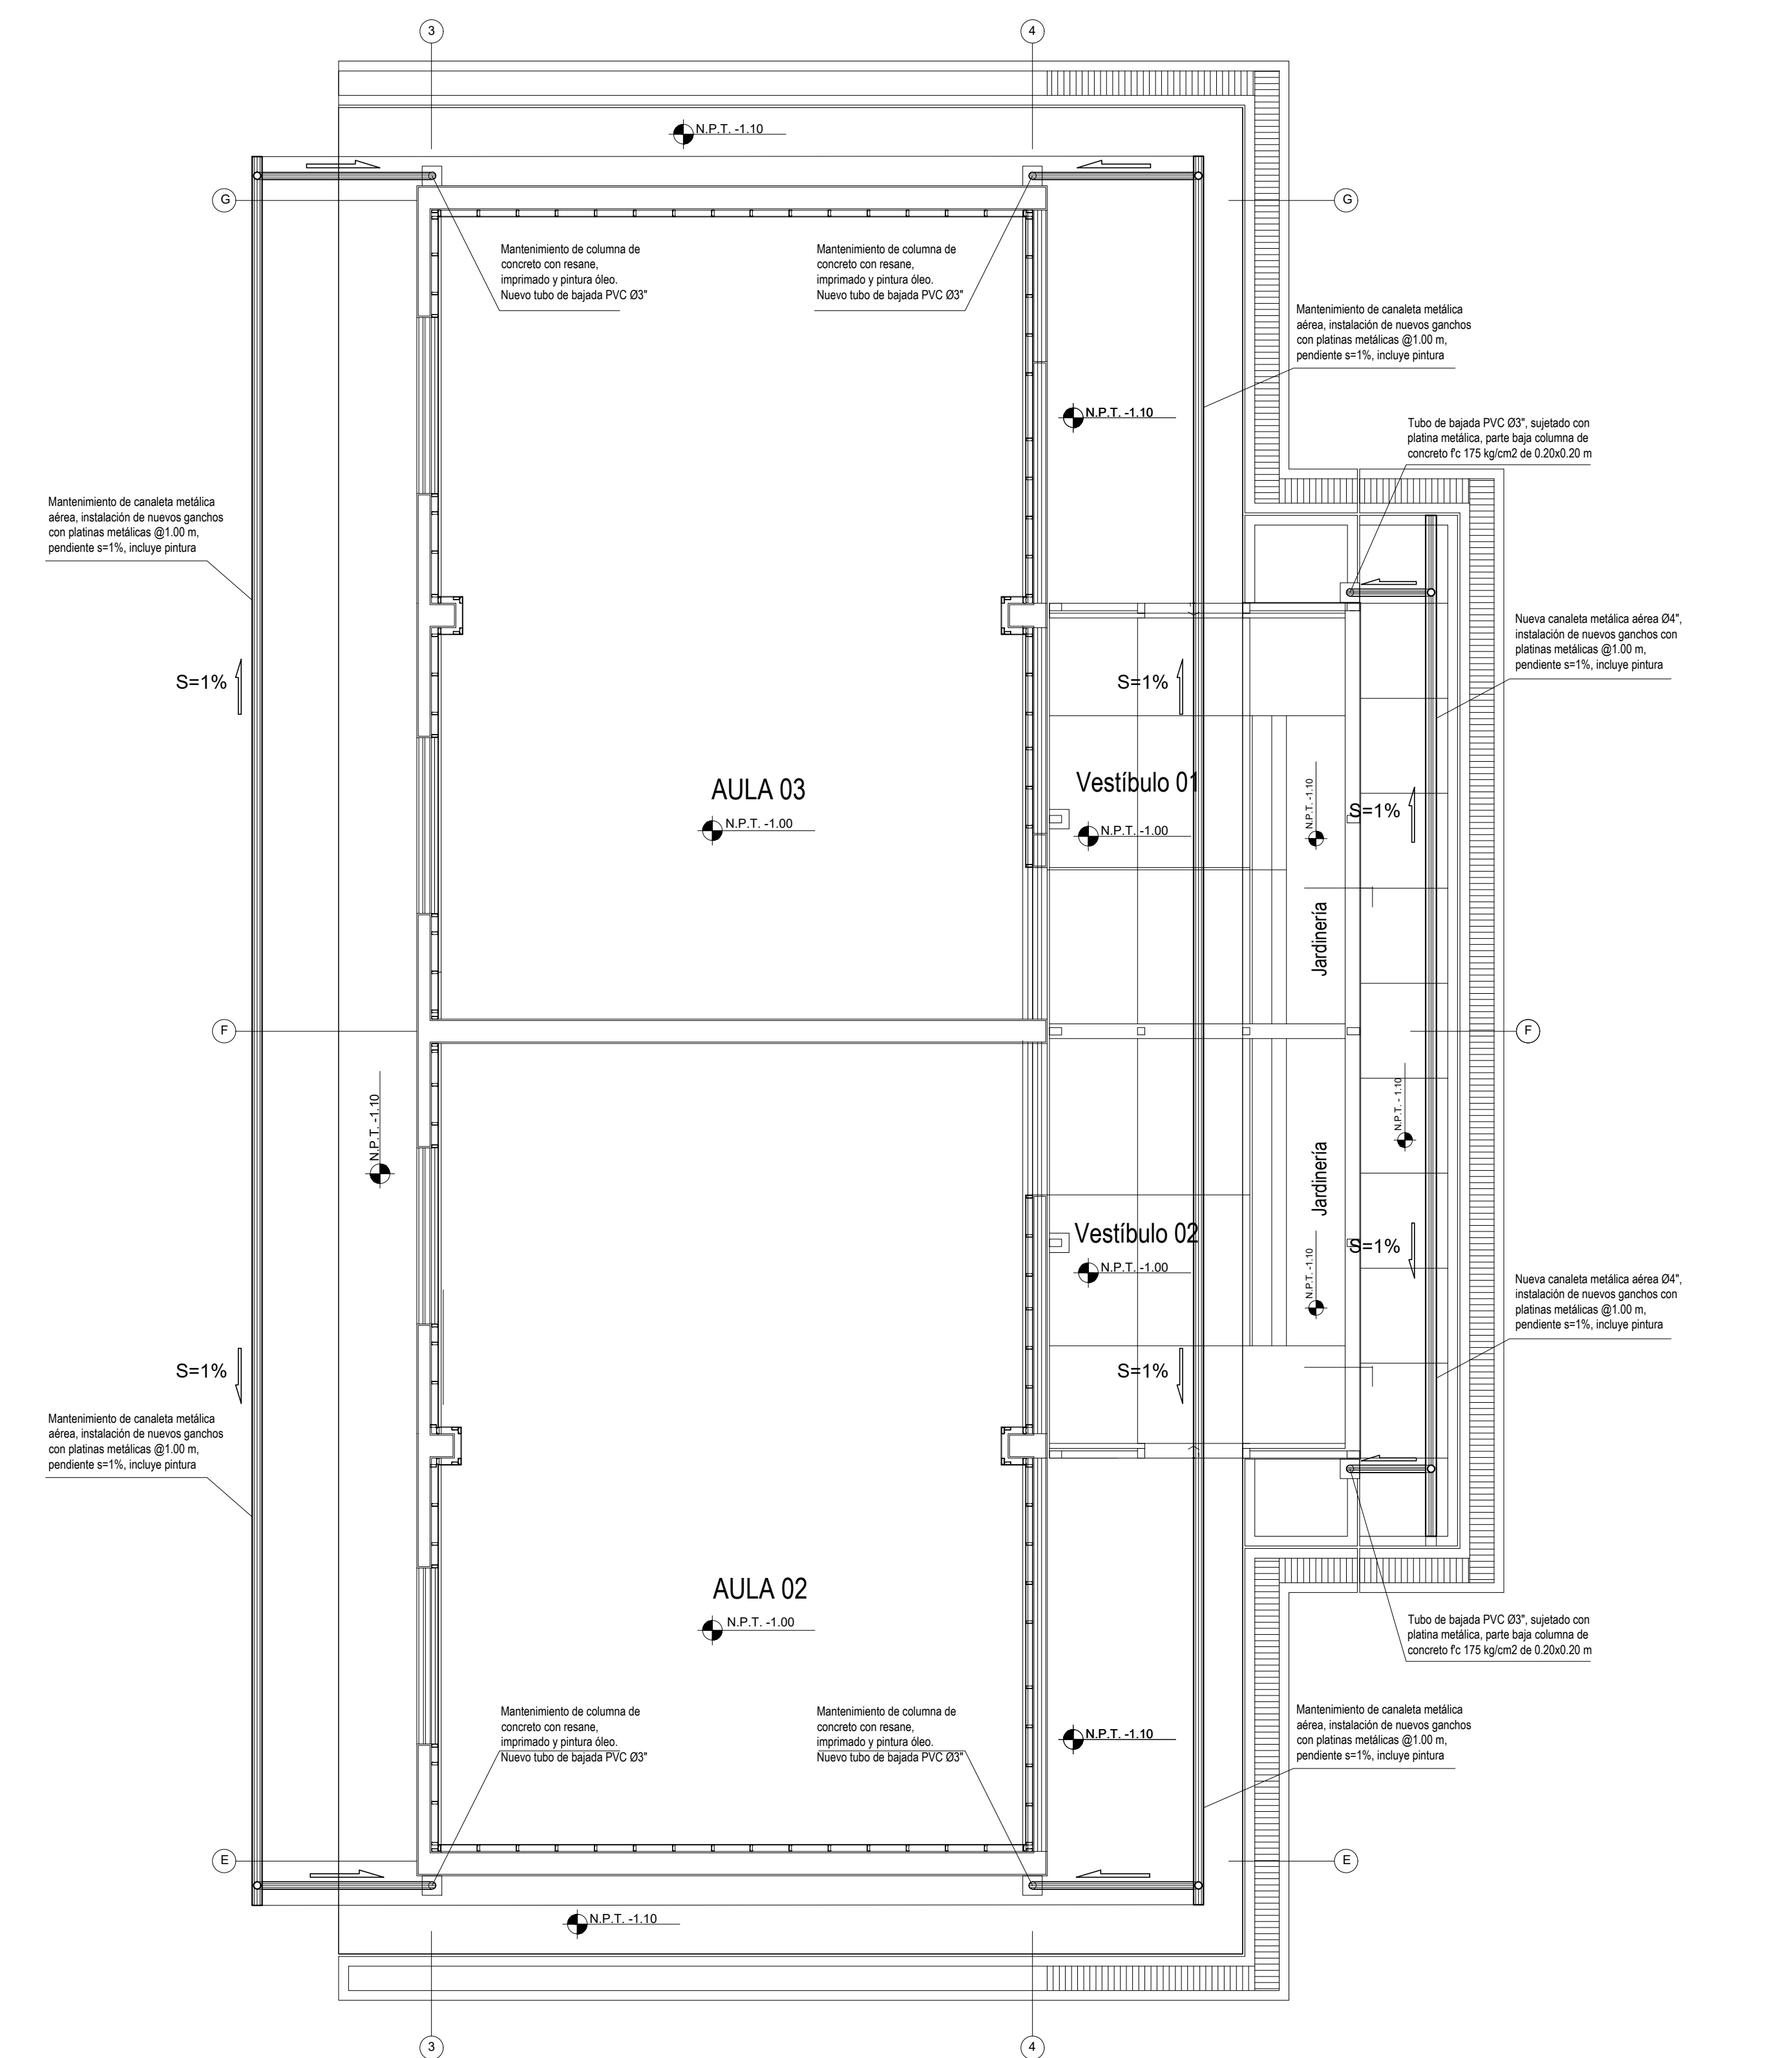 3
4
N.P.T. -1.10
G
G
Mantenimiento de columna de
concreto con resane,
imprimado y pintura óleo.
Nuevo tubo de bajada PVC Ø3"
Mantenimiento de columna de
concreto con resane,
imprimado y pintura óleo.
Nuevo tubo de bajada PVC Ø3"
Mantenimiento de canaleta metálica
aérea, instalación de nuevos ganchos
con platinas metálicas @1.00 m,
pendiente s=1%, incluye pintura
N.P.T. -1.10
Tubo de bajada PVC Ø3", sujetado con
platina metálica, parte baja columna de
concreto f'c 175 kg/cm2 de 0.20x0.20 m
Mantenimiento de canaleta metálica
aérea, instalación de nuevos ganchos
con platinas metálicas @1.00 m,
pendiente s=1%, incluye pintura
Nueva canaleta metálica aérea Ø4",
instalación de nuevos ganchos con
platinas metálicas @1.00 m,
pendiente s=1%, incluye pintura
S=1%
S=1%
AULA 03
N.P.T. -1.00
Vestíbulo 01
N.P.T. -1.00
N.P.T. -1.10
S=1%
Jardinería
F
F
N.P.T. -1.10
N.P.T. - 1.10
Jardinería
Vestíbulo 02
N.P.T. -1.00
N.P.T. -1.10
S=1%
Nueva canaleta metálica aérea Ø4",
instalación de nuevos ganchos con
platinas metálicas @1.00 m,
pendiente s=1%, incluye pintura
S=1%
S=1%
Mantenimiento de canaleta metálica
aérea, instalación de nuevos ganchos
con platinas metálicas @1.00 m,
pendiente s=1%, incluye pintura
AULA 02
N.P.T. -1.00
Tubo de bajada PVC Ø3", sujetado con
platina metálica, parte baja columna de
concreto f'c 175 kg/cm2 de 0.20x0.20 m
Mantenimiento de columna de
concreto con resane,
imprimado y pintura óleo.
Nuevo tubo de bajada PVC Ø3"
Mantenimiento de columna de
concreto con resane,
imprimado y pintura óleo.
Nuevo tubo de bajada PVC Ø3"
N.P.T. -1.10
Mantenimiento de canaleta metálica
aérea, instalación de nuevos ganchos
con platinas metálicas @1.00 m,
pendiente s=1%, incluye pintura
E
E
N.P.T. -1.10
3
4